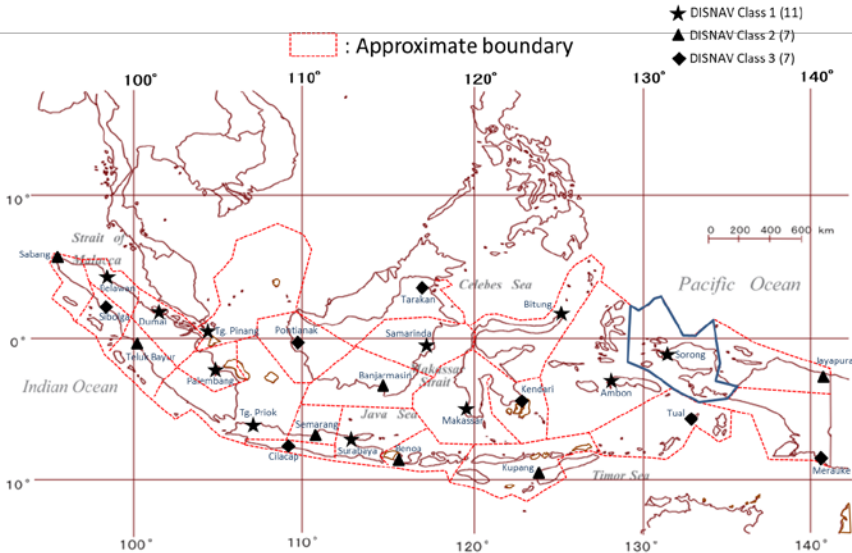 ★ DISNAV Class 1 (11)
▲ DISNAV Class 2 (7)
◆ DISNAV Class 3 (7)
: Approximate boundary
100° 110° 120° 130° 140°
10°
Strait of
Malacca
Sabang
Belawan
Sibolga
Dumai
Tg. Pinang
Pontianak
Tarakan
Celebes Sea
Bitung
0 200 400 600 km
Pacific Ocean
0°
Teluk Bayur
Samarinda
Sorong
Jayapura
Indian Ocean
Palembang
Banjarmasin
Makassar
Strait
Kendari
Ambon
Tg. Priok
Java Sea
Makassar
Tual
Semarang
Cilacap
Surabaya
Benoa
Kupang
Timor Sea
Merauke
10°
100° 110° 120° 130° 140°